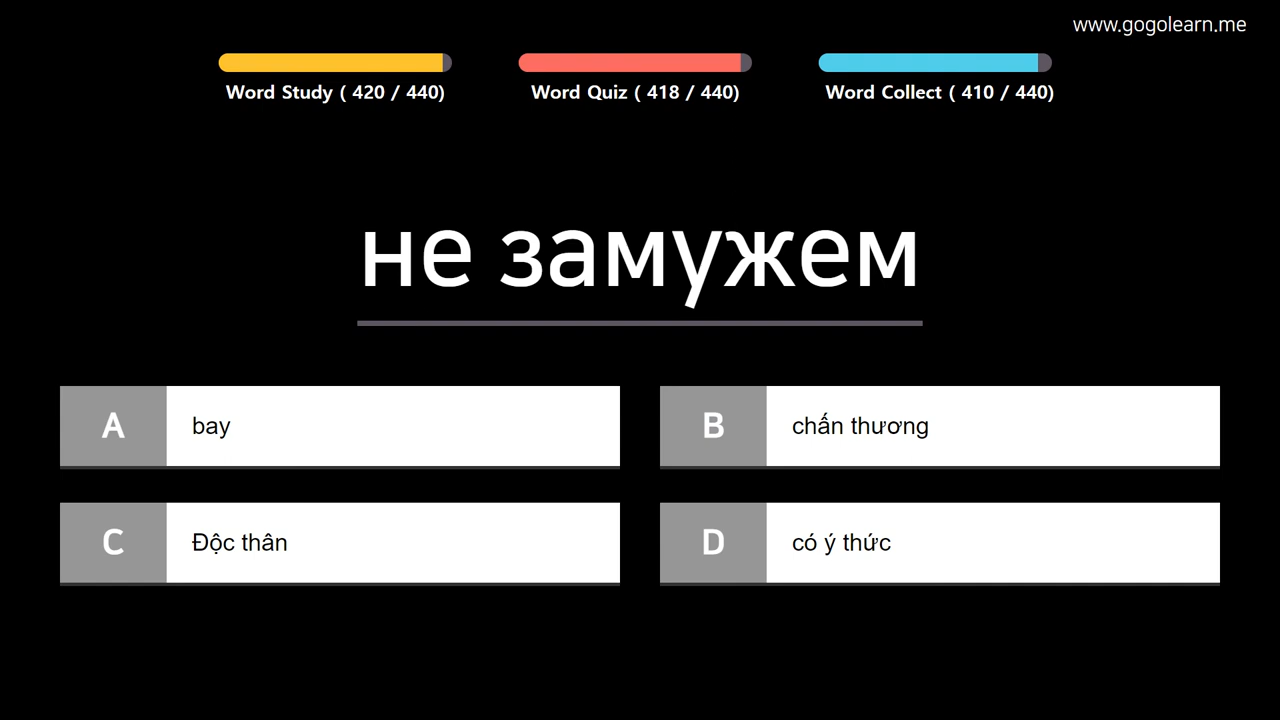 www.gogolearn.me
Word Study ( 420 / 440)
Word Quiz ( 418 / 440)
Word Collect ( 410 / 440)
не замужем
A bay
B chấn thương
C Độc thân
D có ý thức